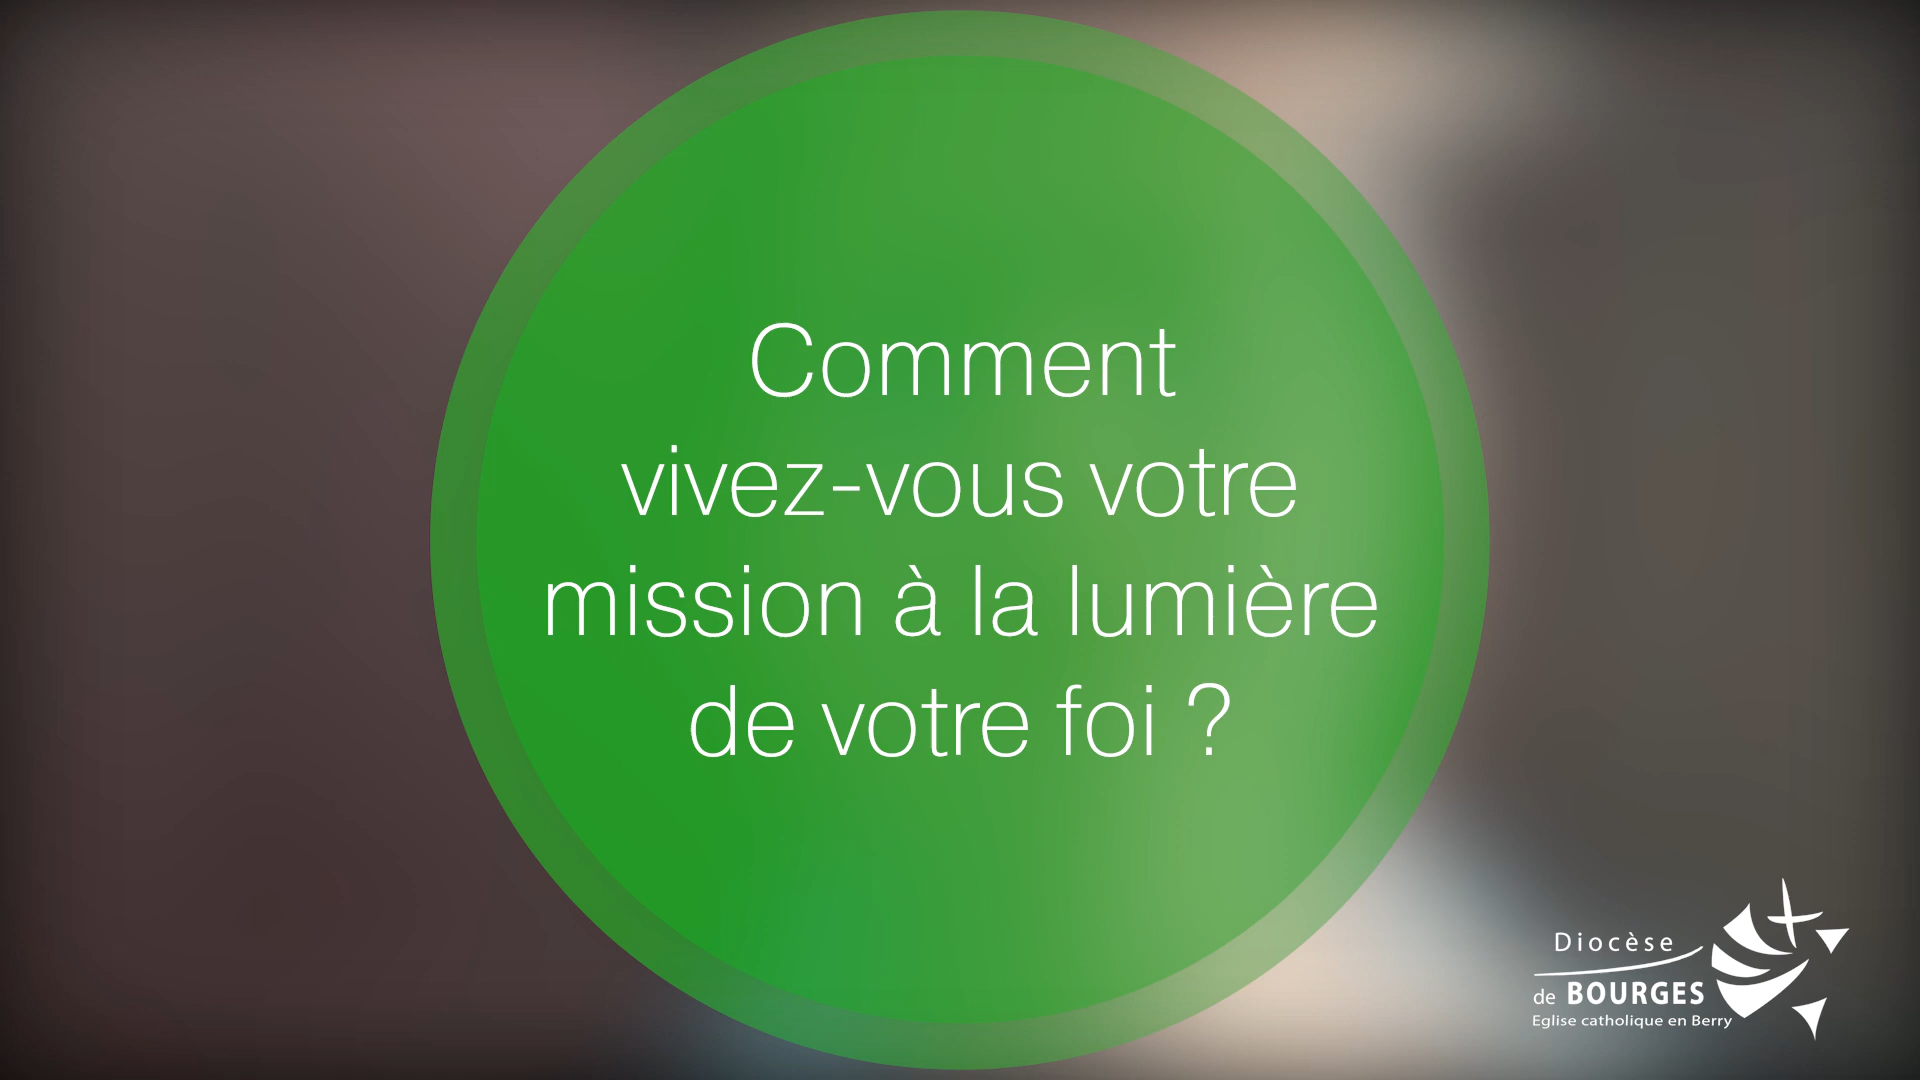 Comment
vivez-vous votre
mission à la lumière
de votre foi ?
Diocèse
de BOURGES
Eglise catholique en Berry